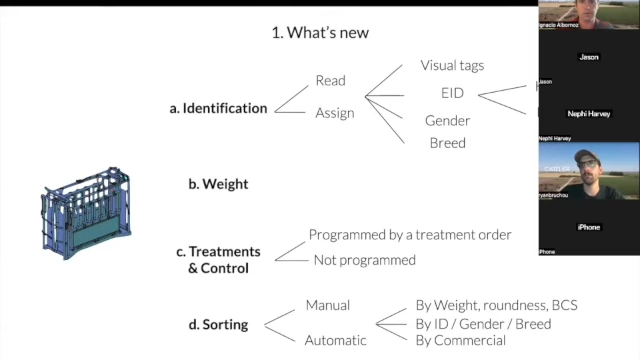 1. What's new
a. Identification
Read
Assign
Visual tags
EID
Gender
Breed
b. Weight
c. Treatments
& Control
Programmed by a treatment order
Not programmed
d. Sorting
Manual
Automatic
By Weight, roundness, BCS
By ID / Gender / Breed
By Commercial
Ignacio Albornoz
Jason
Jason
Nephi Harvey
Nephi Harvey
ryanbruchou
iPhone
iPhone